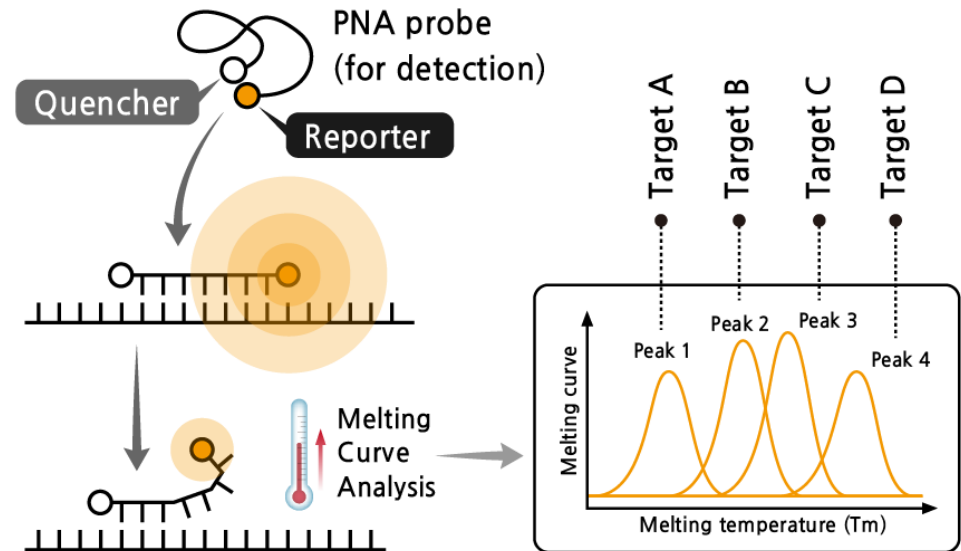 PNA probe
(for detection)
Quencher
Reporter
Target A
Target B
Target C
Target D
Peak 1
Peak 2
Peak 3
Peak 4
Melting curve
Melting temperature (Tm)
Melting
Curve
Analysis